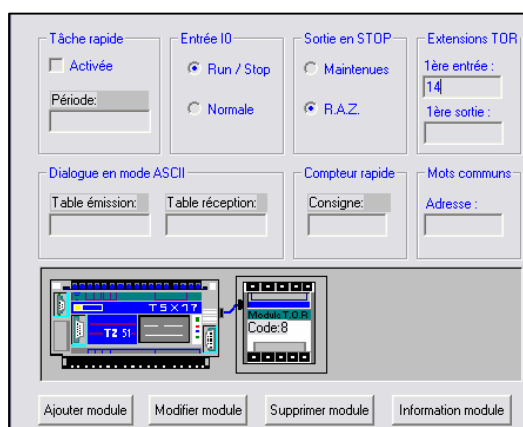 Tâche rapide
Activée
Période:
Entrée I0
Run / Stop
Normale
Sortie en STOP
Maintenues
R.A.Z.
Extensions TOR
1ère entrée :
14
1ère sortie :
Dialogue en mode ASCII
Table émission:
Table réception:
Compteur rapide
Consigne:
Mots communs
Adresse :
TSX17
TZ 51
Module T.O.R
Code:8
Ajouter module
Modifier module
Supprimer module
Information module